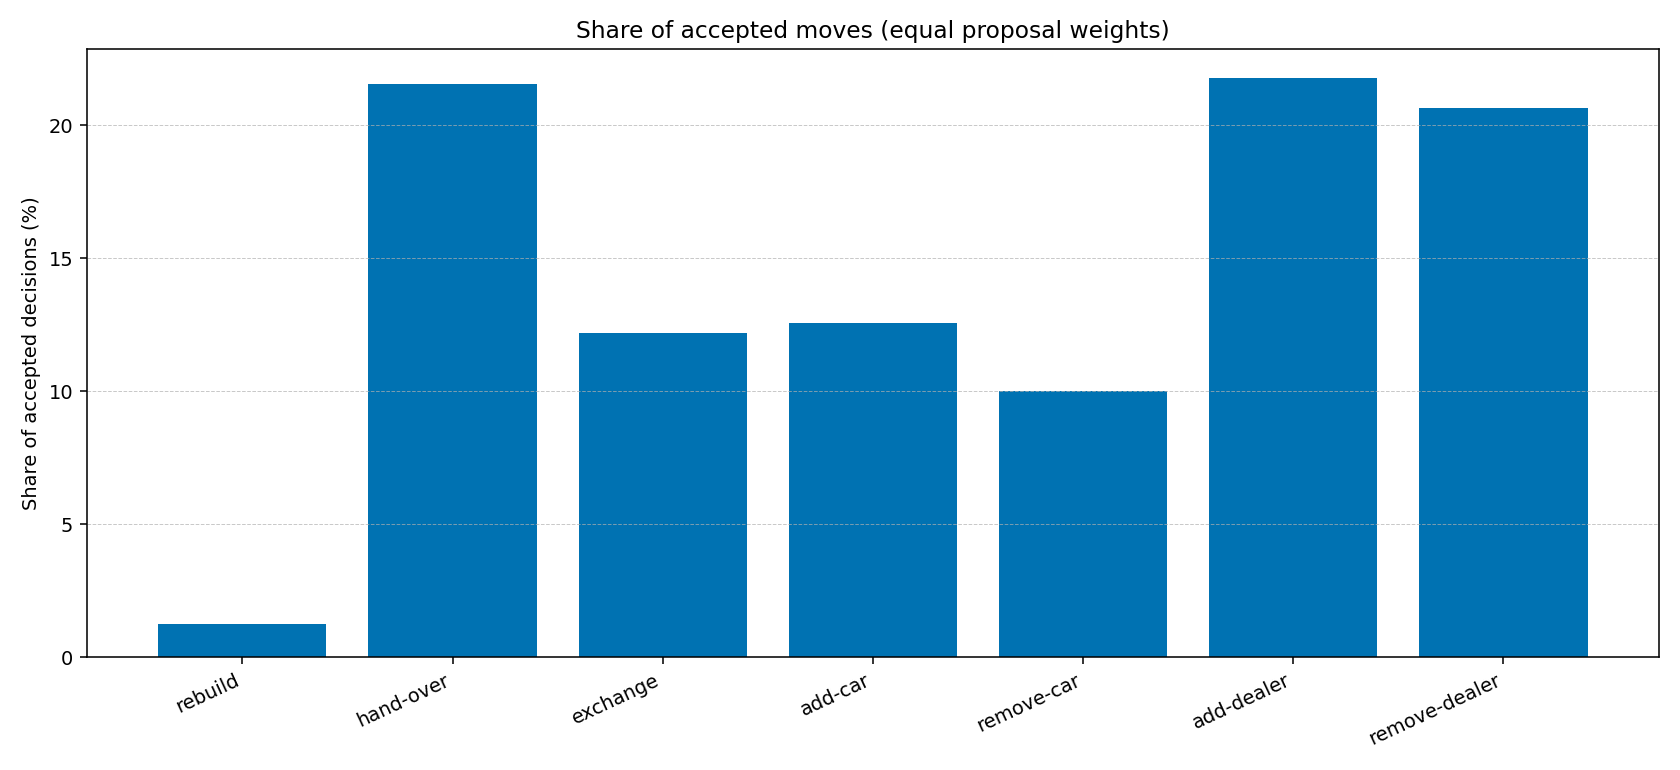 Share of accepted moves (equal proposal weights)
Share of accepted decisions (%)
20
15
10
5
0
rebuild
hand-over
exchange
add-car
remove-car
add-dealer
remove-dealer